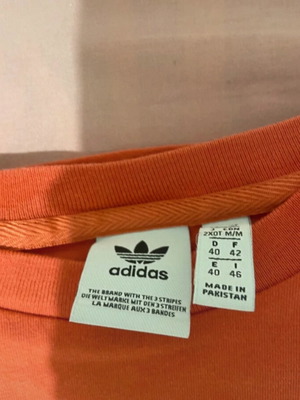 adidas
THE BRAND WITH THE 3 STRIPES
DIE WELTMARKE MIT DEN 3 STREIFEN
LA MARQUE AUX 3 BANDES
2XOT M/M
D F
40 42
E I
40 46
MADE IN
PAKISTAN